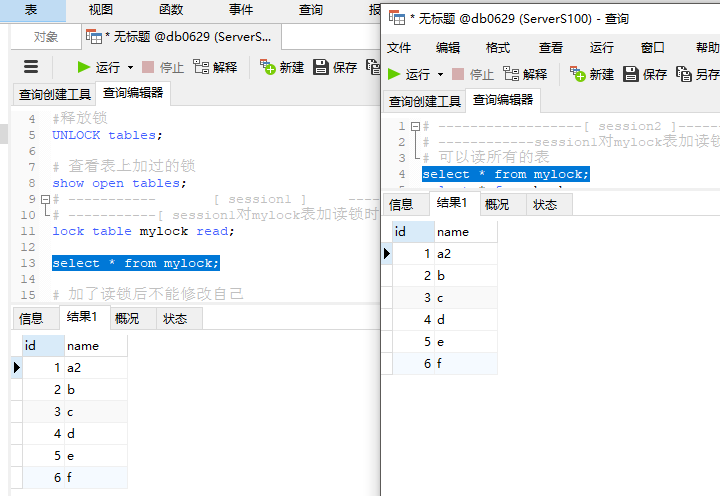 表 视图 函数 事件 查询
对象 * 无标题 @db0629 (ServerS...
运行 停止 解释 新建 保存
查询创建工具 查询编辑器
4 #释放锁
5 UNLOCK tables;
6
7 # 查看表上加过的锁
8 show open tables;
9 # ----------- [ session1 ]
10 # -----------[ session1对mylock表加读锁时
11 lock table mylock read;
12
13 select * from mylock;
14
15 # 加了读锁后不能修改自己
信息 结果1 概况 状态
id name
1 a2
2 b
3 c
4 d
5 e
6 f
* 无标题 @db0629 (ServerS100) - 查询
文件 编辑 格式 查看 运行 窗口 帮助
运行 停止 解释 新建 保存 另存
查询创建工具 查询编辑器
1 # ------------------[ session2 ]------
2 # ------------session1对mylock表加读锁
3 # 可以读所有的表
4 select * from mylock;
信息 结果1 概况 状态
id name
1 a2
2 b
3 c
4 d
5 e
6 f